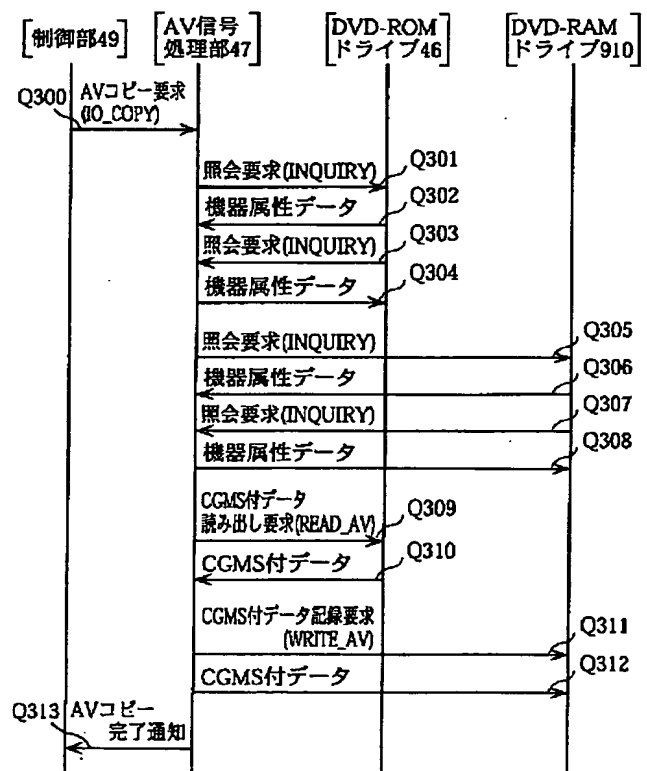 [制御部49]
[AV信号
処理部47]
[DVD-ROM
ドライブ46]
[DVD-RAM
ドライブ910]
Q300
AVコピー要求
(IO_COPY)
照会要求(INQUIRY)
Q301
機器属性データ
Q302
照会要求(INQUIRY)
Q303
機器属性データ
Q304
照会要求(INQUIRY)
Q305
機器属性データ
Q306
照会要求(INQUIRY)
Q307
機器属性データ
Q308
CGMS付データ
読み出し要求(READ_AV)
Q309
CGMS付データ
Q310
CGMS付データ記録要求
(WRITE_AV)
Q311
CGMS付データ
Q312
Q313
AVコピー
完了通知